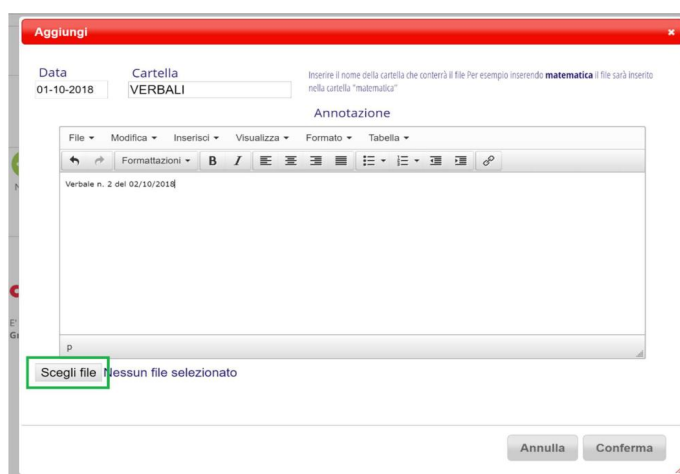 Aggiungi
Data
Cartella
01-10-2018
VERBALI
Inserire il nome della cartella che conterrà il file Per esempio inserendo matematica il file sarà inserito
nella cartella "matematica"
Annotazione
File Modifica Inserisci Visualizza Formato Tabella
Formattazioni B I
Verbale n. 2 del 02/10/2018
p
Scegli file Nessun file selezionato
Annulla Conferma